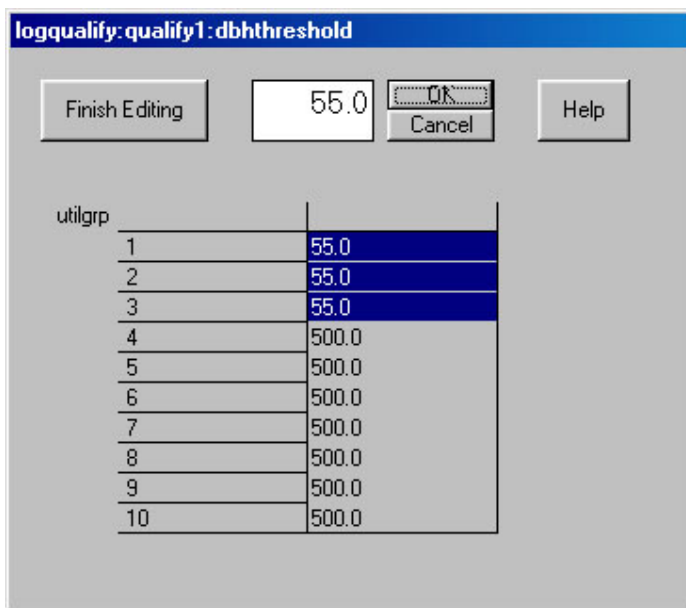 logqualify:qualify1:dbhthreshold
Finish Editing
55.0
OK
Cancel
Help
utilgrp
1 55.0
2 55.0
3 55.0
4 500.0
5 500.0
6 500.0
7 500.0
8 500.0
9 500.0
10 500.0